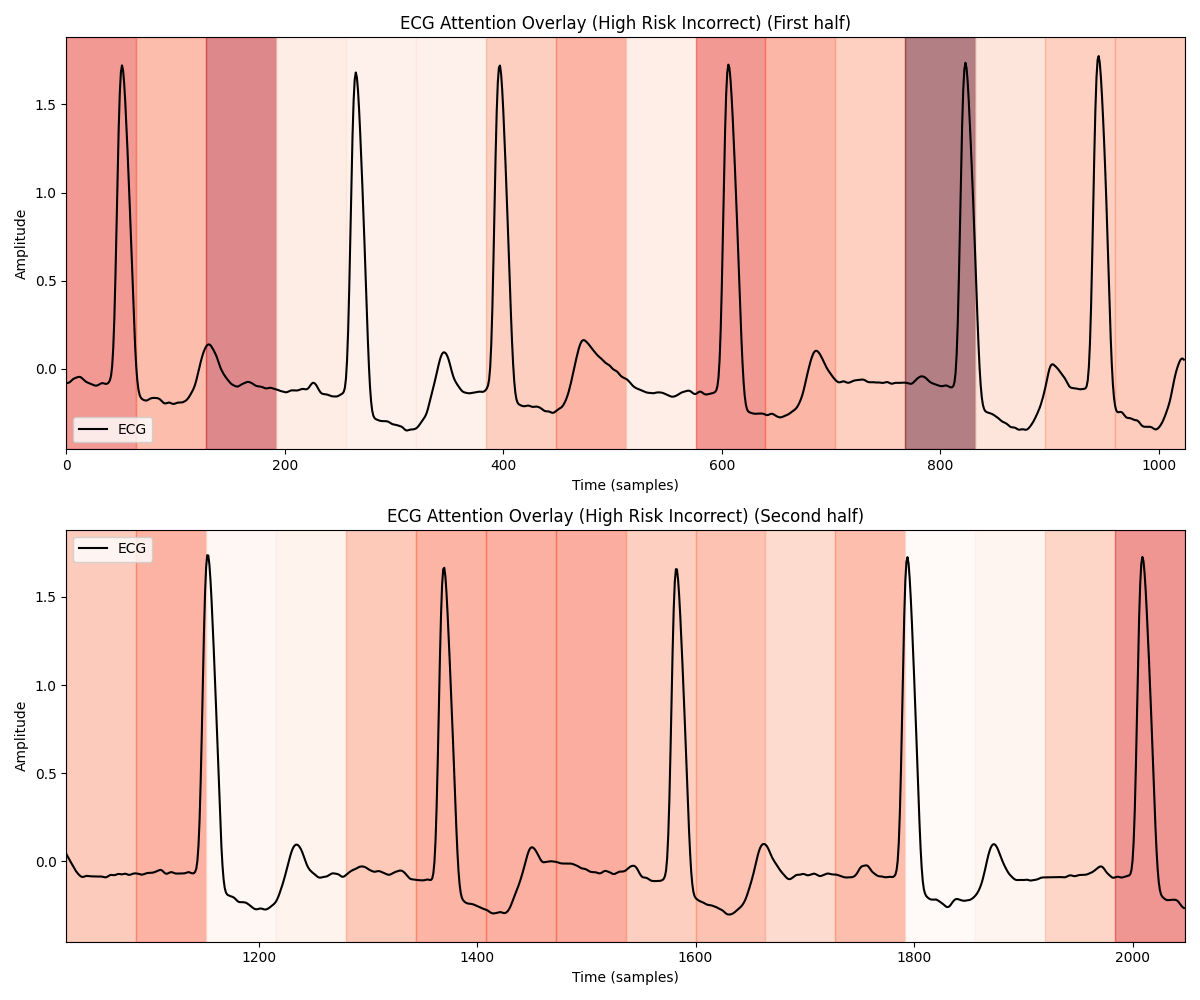 ECG Attention Overlay (High Risk Incorrect) (First half)
Amplitude
1.5
1.0
0.5
0.0
ECG
0 200 400 600 800 1000
Time (samples)
ECG Attention Overlay (High Risk Incorrect) (Second half)
Amplitude
ECG
1.5
1.0
0.5
0.0
1200 1400 1600 1800 2000
Time (samples)